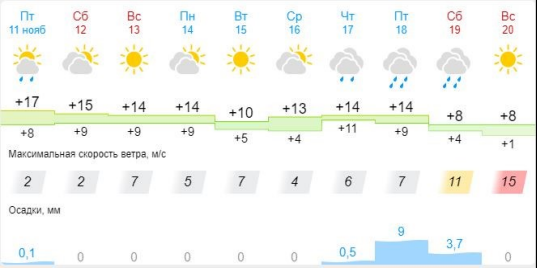 Пт Сб Вс Пн Вт Ср Чт Пт Сб Вс
11 нояб 12 13 14 15 16 17 18 19 20
+17 +15 +14 +14 +10 +13 +14 +14 +8 +8
+8 +9 +9 +9 +5 +4 +11 +9 +4 +1
Максимальная скорость ветра, м/с
2 2 7 5 7 4 6 7 11 15
Осадки, мм
0,1 0 0 0 0 0 0,5 9 3,7 0